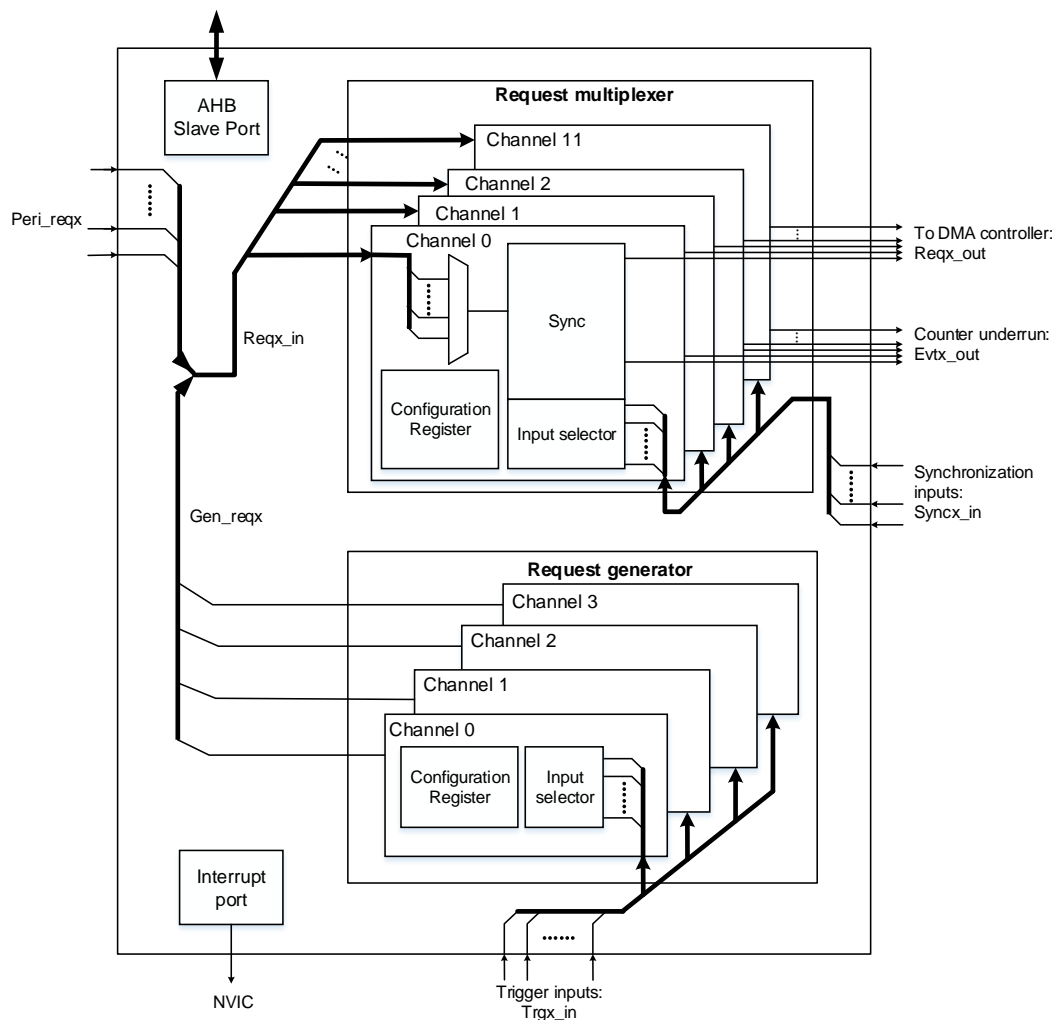 AHB
Slave Port
Request multiplexer
Channel 11
Channel 2
Channel 1
Channel 0
Peri_reqx
To DMA controller:
Reqx_out
Reqx_in
Sync
Counter underrun:
Evtx_out
Configuration
Register
Input selector
Synchronization
inputs:
Syncx_in
Gen_reqx
Request generator
Channel 3
Channel 2
Channel 1
Channel 0
Configuration
Register
Input
selector
Interrupt
port
NVIC
Trigger inputs:
Trgx_in